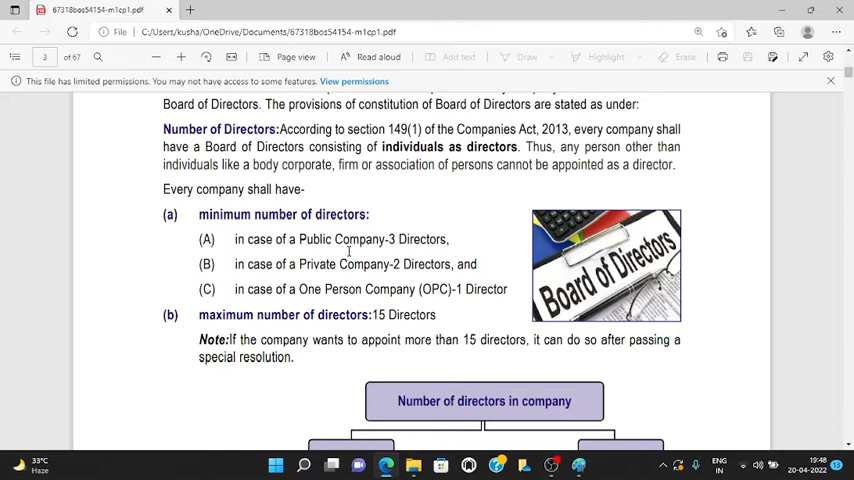 67318bos54154-m1cp1.pdf
File
C:/Users/kusha/OneDrive/Documents/67318bos54154-m1cp1.pdf
3 of 67
Page view
Read aloud
Add text
Draw
Highlight
Erase
This file has limited permissions. You may not have access to some features. View permissions
Board of Directors. The provisions of constitution of Board of Directors are stated as under:
Number of Directors:According to section 149(1) of the Companies Act, 2013, every company shall
have a Board of Directors consisting of individuals as directors. Thus, any person other than
individuals like a body corporate, firm or association of persons cannot be appointed as a director.
Every company shall have-
(a) minimum number of directors:
(A) in case of a Public Company-3 Directors,
(B) in case of a Private Company-2 Directors, and
(C) in case of a One Person Company (OPC)-1 Director
Board of Directors
(b) maximum number of directors:15 Directors
Note:If the company wants to appoint more than 15 directors, it can do so after passing a
special resolution.
Number of directors in company
33°C
Haze
ENG
IN
19:48
20-04-2022
13